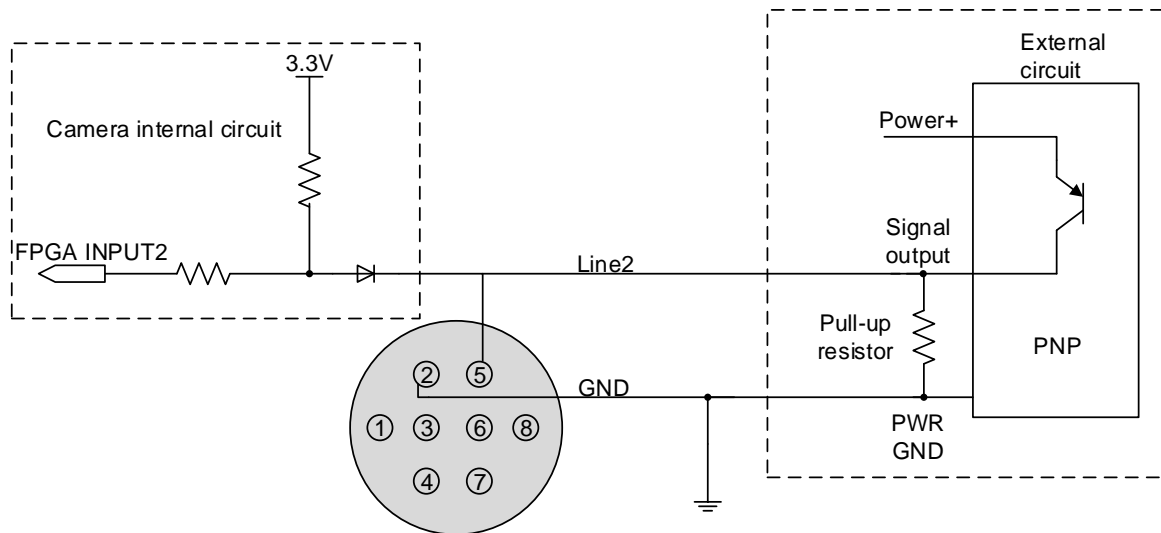 External
circuit
3.3V
Camera internal circuit
Power+
FPGA INPUT2
Line2
Signal
output
Pull-up
resistor
PNP
2
5
GND
1
3
6
8
PWR
GND
4
7